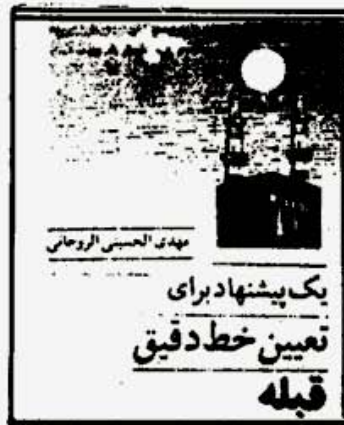 مهدی الحسینی الروحانی
یک پیشنهاد برای
تعیین خط دقیق
قبله